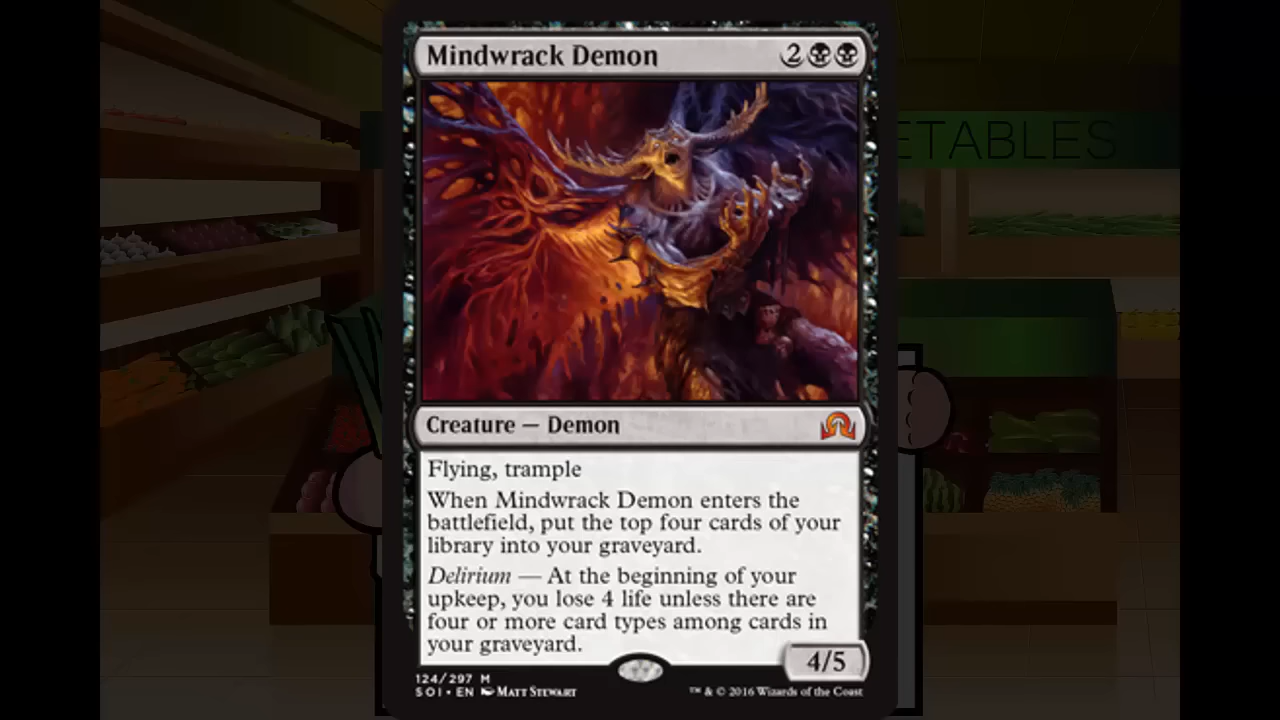 Mindwrack Demon 2
ETABLES
Creature — Demon
Flying, trample
When Mindwrack Demon enters the
battlefield, put the top four cards of your
library into your graveyard.
Delirium — At the beginning of your
upkeep, you lose 4 life unless there are
four or more card types among cards in
your graveyard.
4/5
124/297 M
SOI • EN MATT STEWART
™ & © 2016 Wizards of the Coast